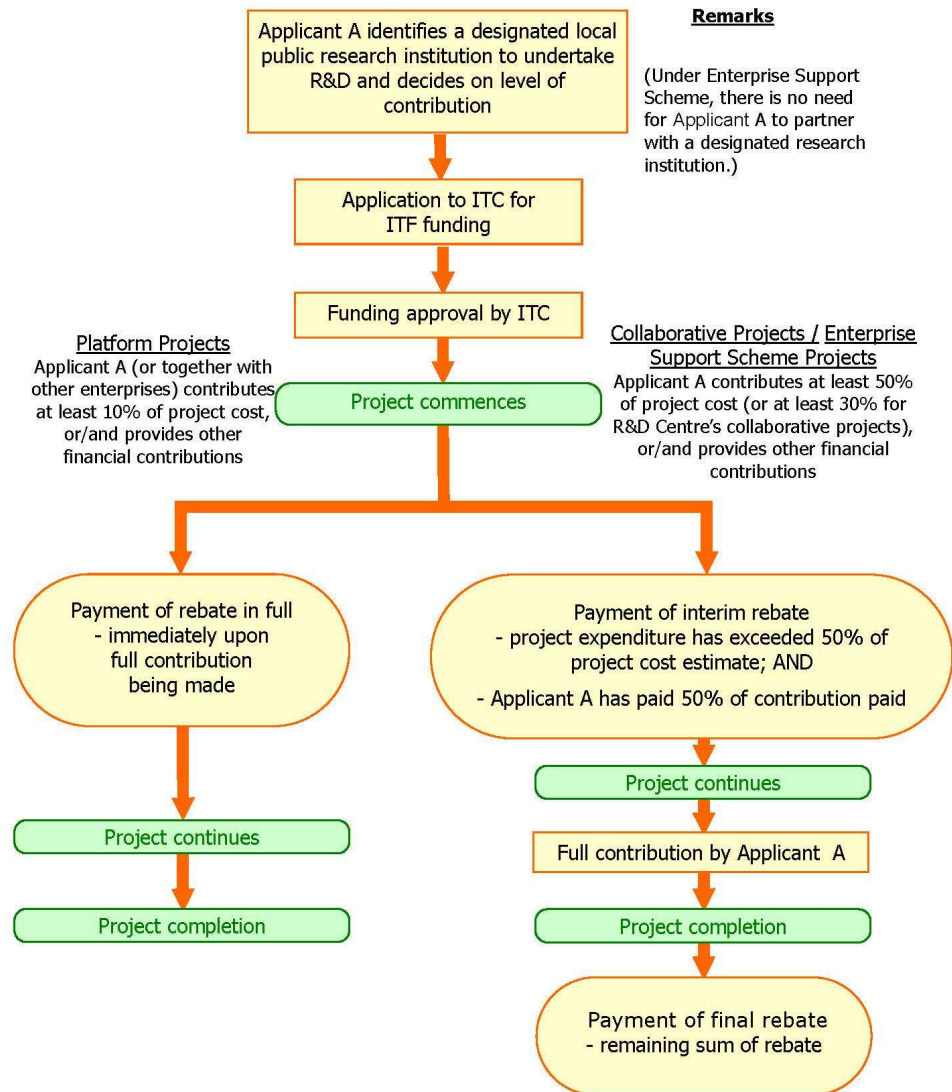 Applicant A identifies a designated local
public research institution to undertake
R&D and decides on level of
contribution
Remarks
(Under Enterprise Support
Scheme, there is no need
for Applicant A to partner
with a designated research
institution.)
Application to ITC for
ITF funding
Funding approval by ITC
Platform Projects
Applicant A (or together with
other enterprises) contributes
at least 10% of project cost,
or/and provides other
financial contributions
Project commences
Collaborative Projects / Enterprise
Support Scheme Projects
Applicant A contributes at least 50%
of project cost (or at least 30% for
R&D Centre's collaborative projects),
or/and provides other financial
contributions
Payment of rebate in full
- immediately upon
full contribution
being made
Project continues
Project completion
Payment of interim rebate
- project expenditure has exceeded 50% of
project cost estimate; AND
- Applicant A has paid 50% of contribution paid
Project continues
Full contribution by Applicant A
Project completion
Payment of final rebate
- remaining sum of rebate